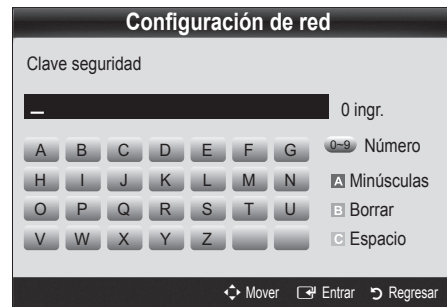 Configuración de red
Clave seguridad
_
0 ingr.
A B C D E F G 0~9 Número
H I J K L M N A Minúsculas
O P Q R S T U B Borrar
V W X Y Z C Espacio
Mover Entrar Regresar